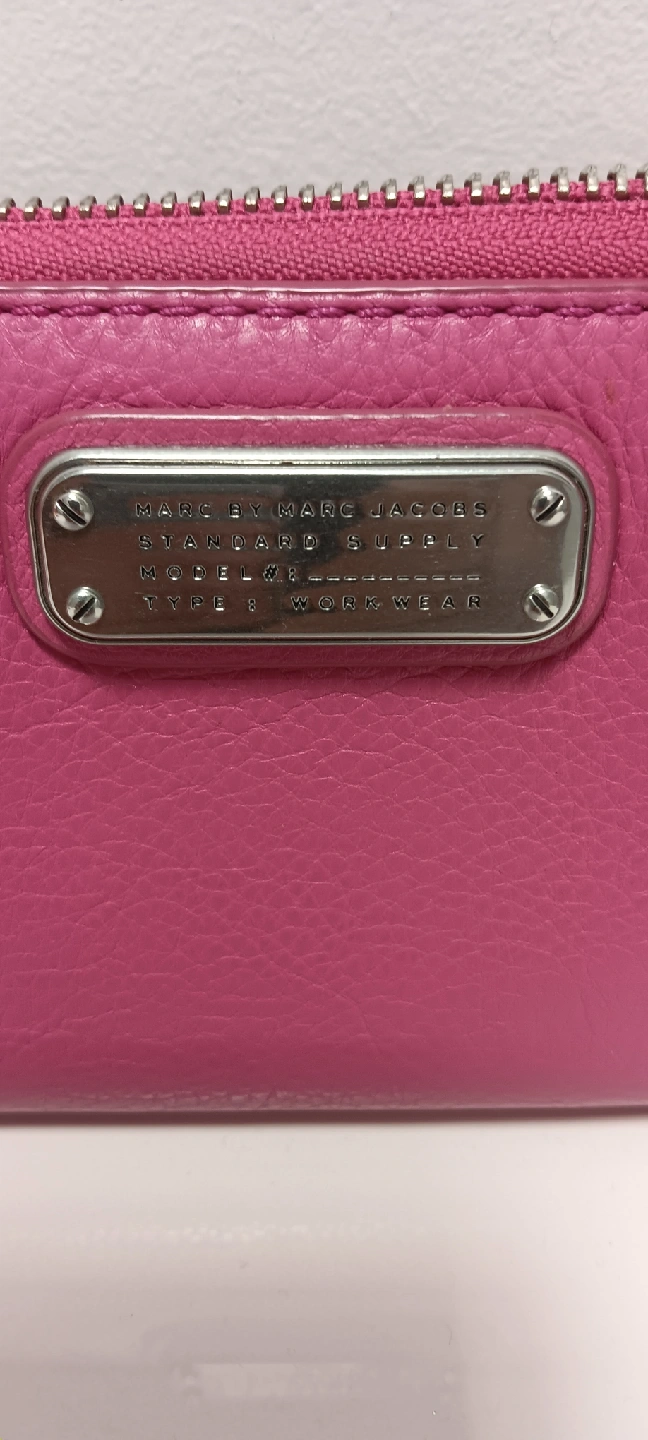 MARC BY MARC JACOBS
STANDARD SUPPLY
MODEL#:__________
TYPE: WORKWEAR